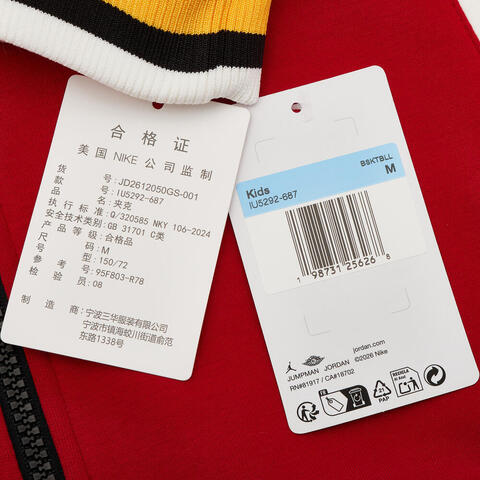 合格证
美国 NIKE 公司监制
货号:JD2612050GS-001
款号:IU5292-687
品名:夹克
执行标准:Q/320585 NKY 106-2024
安全技术类别:GB 31701 C类
产品等级:合格品
尺码:M
号型:150/72
参考号:95F803-R78
检验员:08
制造商:宁波三华服装有限公司
宁波市镇海蛟川街道俞范
东路1338号
Kids
IU5292-687
BSKTBLL
M
1 98731 25626 8
jordan.com
©2026 Nike
JUMPMAN JORDAN
RN#81917 / CA#18702
21
PAP
RECICLA